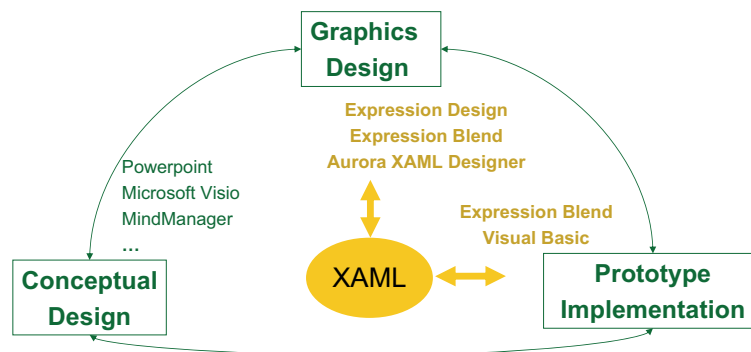 Graphics
Design
Expression Design
Expression Blend
Aurora XAML Designer
Powerpoint
Microsoft Visio
MindManager
...
Expression Blend
Visual Basic
Conceptual
Design
XAML
Prototype
Implementation